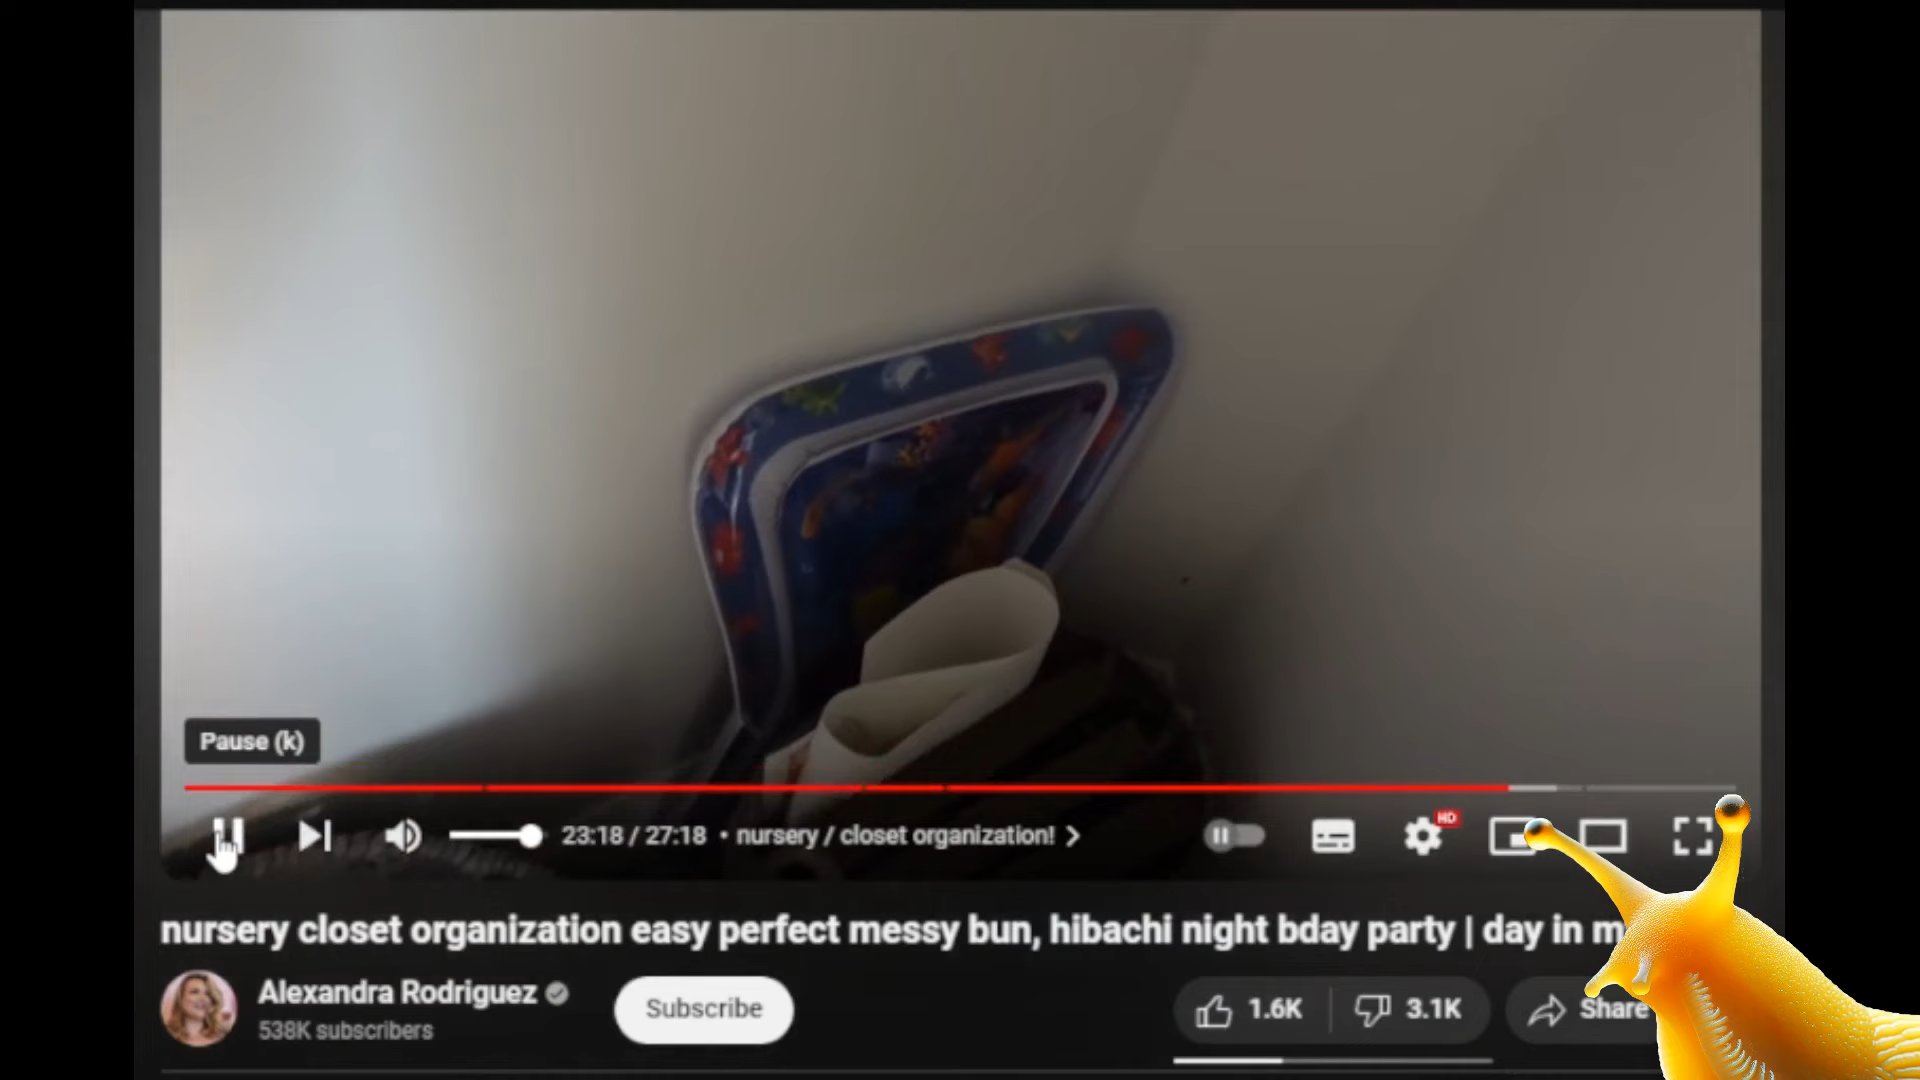 Pause (k)
23:18 / 27:18 • nursery / closet organization!
HD
nursery closet organization easy perfect messy bun, hibachi night bday party | day in m
Alexandra Rodriguez
538K subscribers
Subscribe
1.6K
3.1K
Share